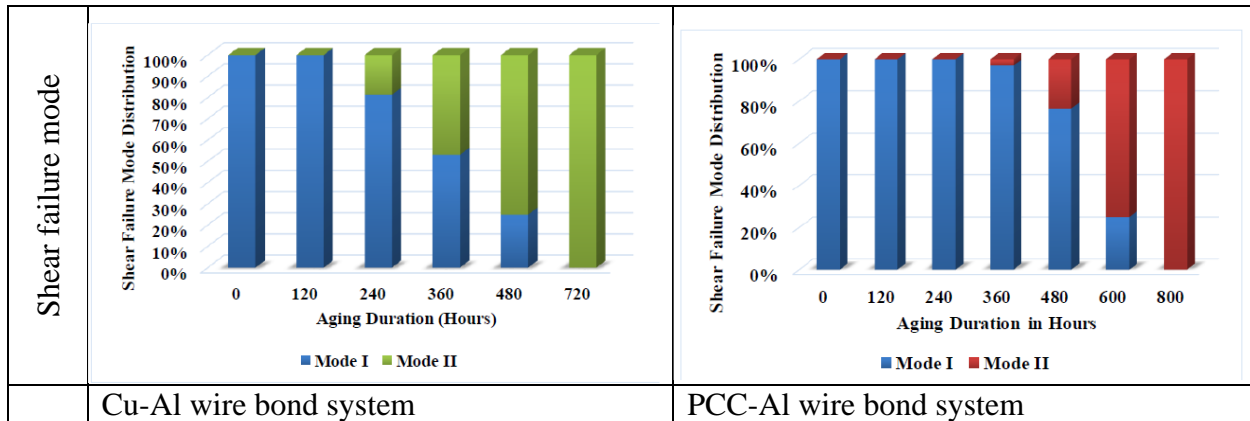 Shear failure mode
Shear Failure Mode Distribution
100%
90%
80%
70%
60%
50%
40%
30%
20%
10%
0%
0 120 240 360 480 720
Aging Duration (Hours)
Mode I Mode II
Shear Failure Mode Distribution
100%
80%
60%
40%
20%
0%
0 120 240 360 480 600 800
Aging Duration in Hours
Mode I Mode II
Cu-Al wire bond system
PCC-Al wire bond system